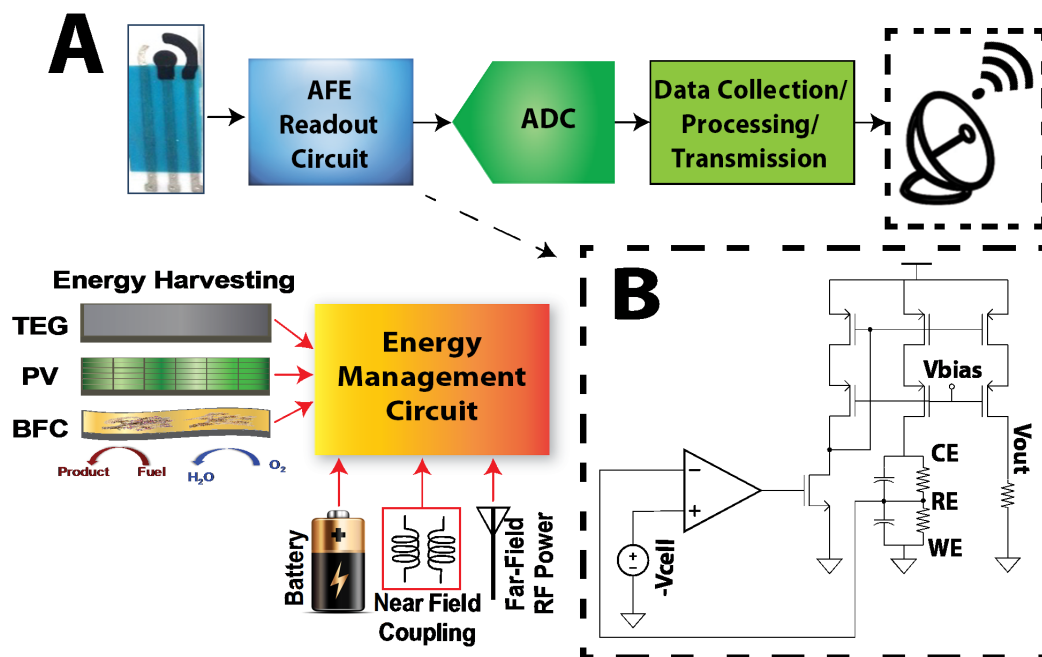 A
AFE
Readout
Circuit
ADC
Data Collection/
Processing/
Transmission
Energy Harvesting
TEG
PV
BFC
Product
Fuel
H₂O
O₂
Energy
Management
Circuit
Battery
Near Field
Coupling
Far-Field
RF Power
B
Vbias
Vout
CE
RE
WE
-Vcell